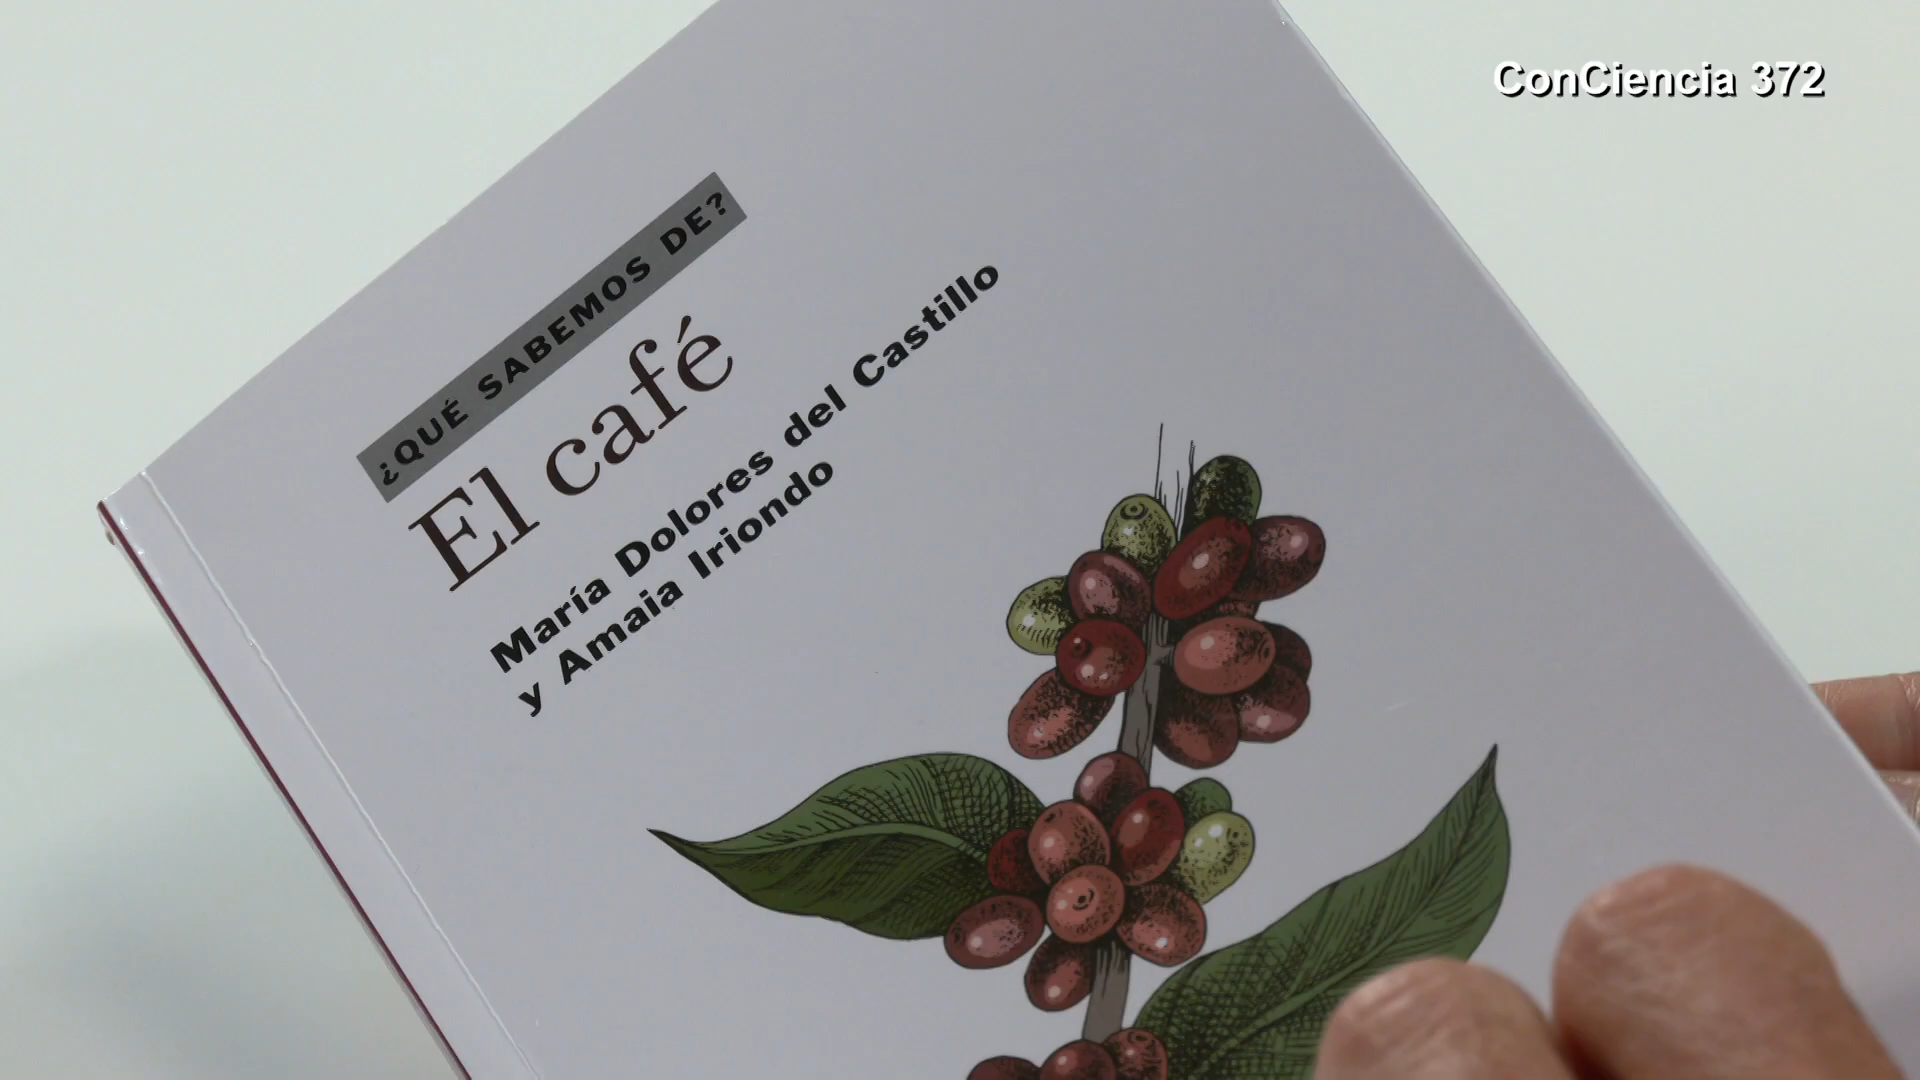 ConCiencia 372
¿QUÉ SABEMOS DE?
El café
María Dolores del Castillo
y Amaia Iriondo